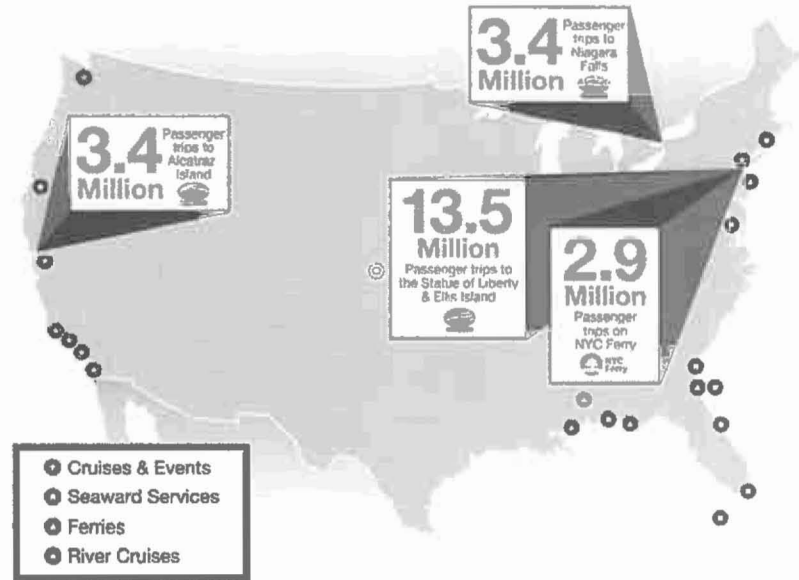 3.4
Million
Passenger
trips to
Niagara
Falls
3.4
Million
Passenger
trips to
Alcatraz
Island
13.5
Million
Passenger trips to
the Statue of Liberty
& Ellis Island
2.9
Million
Passenger
trips on
NYC Ferry
NYC
Ferry
Cruises & Events
Seaward Services
Ferries
River Cruises